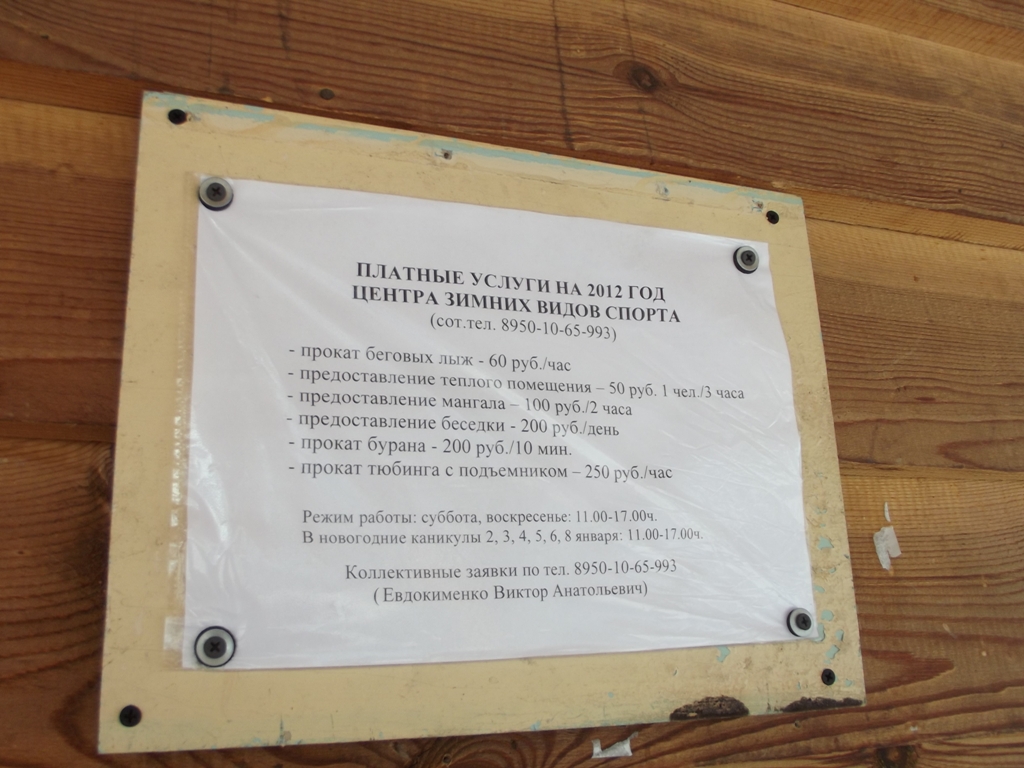 ПЛАТНЫЕ УСЛУГИ НА 2012 ГОД
ЦЕНТРА ЗИМНИХ ВИДОВ СПОРТА
(сот.тел. 8950-10-65-993)
- прокат беговых лыж - 60 руб./час
- предоставление теплого помещения – 50 руб. 1 чел./3 часа
- предоставление мангала – 100 руб./2 часа
- предоставление беседки - 200 руб./день
- прокат бурана - 200 руб./10 мин.
- прокат тюбинга с подъемником – 250 руб./час
Режим работы: суббота, воскресенье: 11.00-17.00ч.
В новогодние каникулы 2, 3, 4, 5, 6, 8 января: 11.00-17.00ч.
Коллективные заявки по тел. 8950-10-65-993
( Евдокименко Виктор Анатольевич)